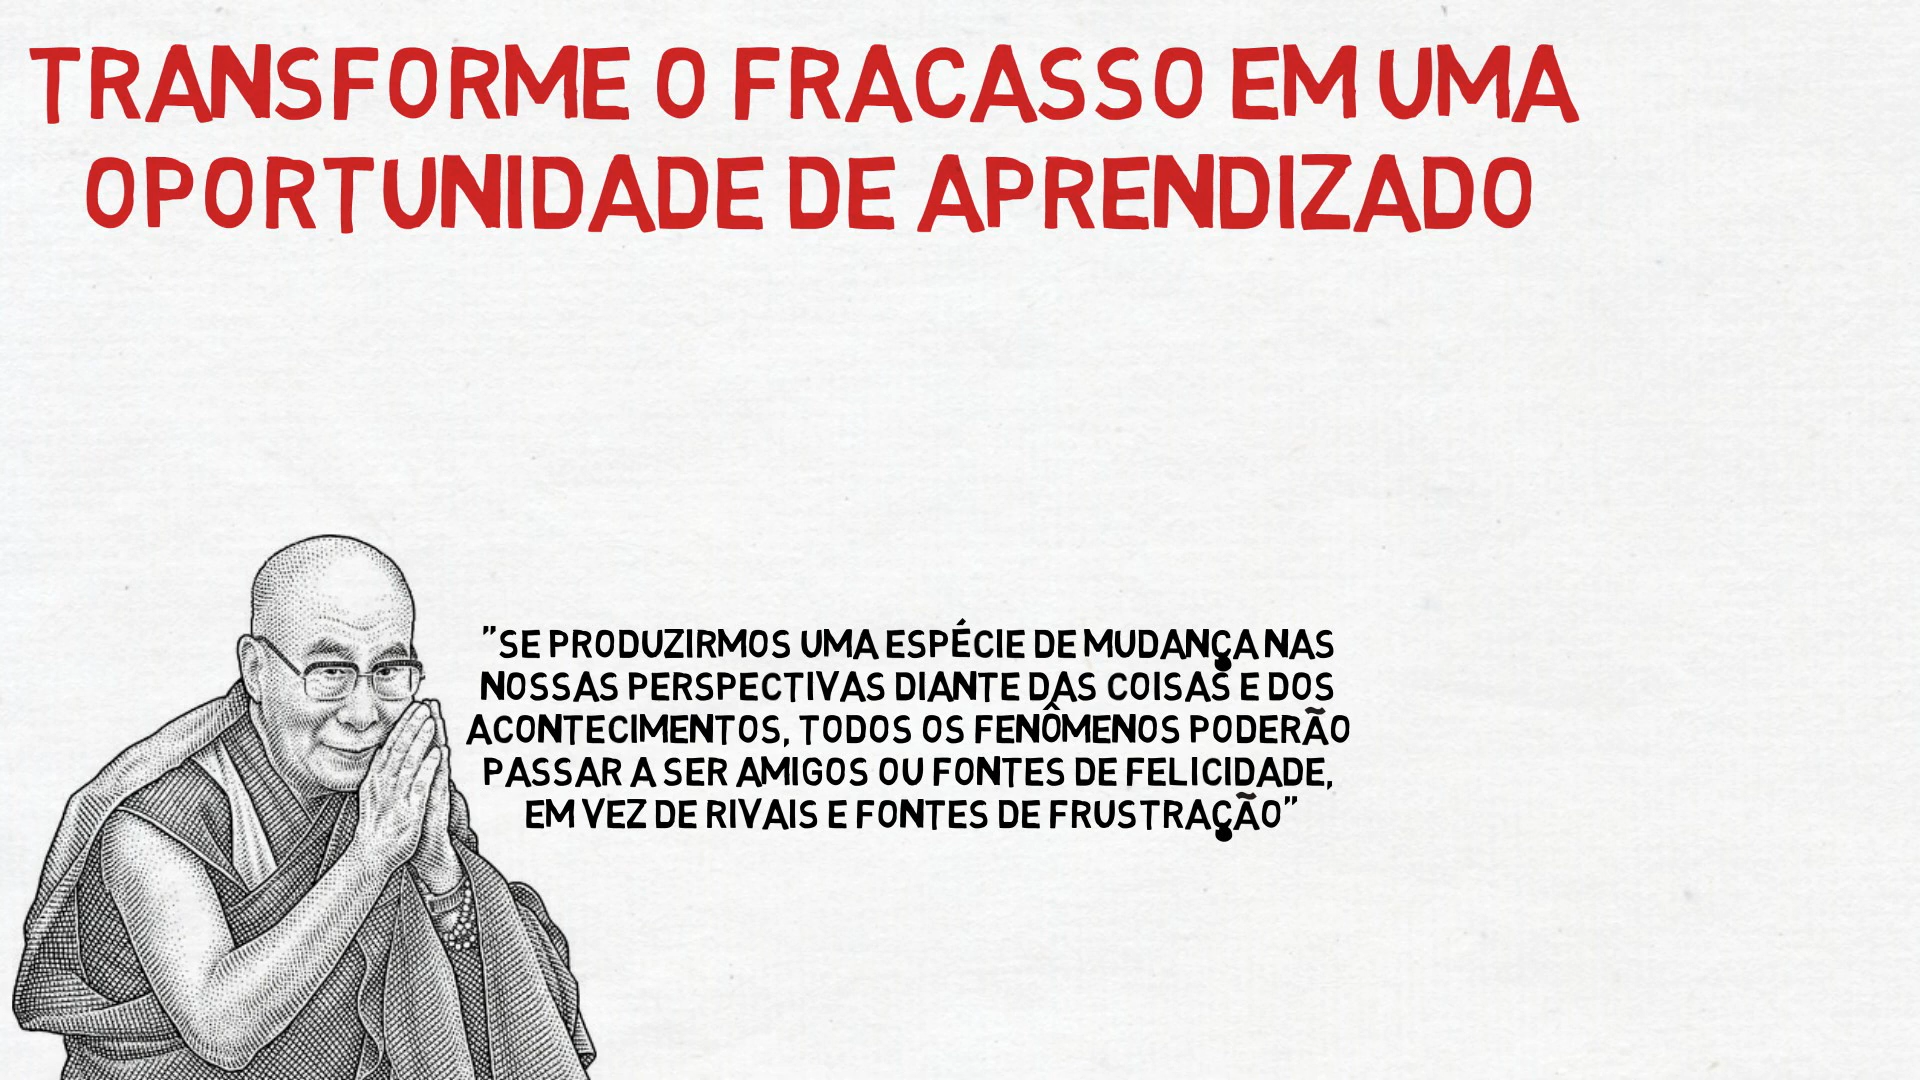 TRANSFORME O FRACASSO EM UMA
OPORTUNIDADE DE APRENDIZADO
"SE PRODUZIRMOS UMA ESPÉCIE DE MUDANÇA NAS
NOSSAS PERSPECTIVAS DIANTE DAS COISAS E DOS
ACONTECIMENTOS, TODOS OS FENÔMENOS PODERÃO
PASSAR A SER AMIGOS OU FONTES DE FELICIDADE,
EM VEZ DE RIVAIS E FONTES DE FRUSTRAÇÃO"